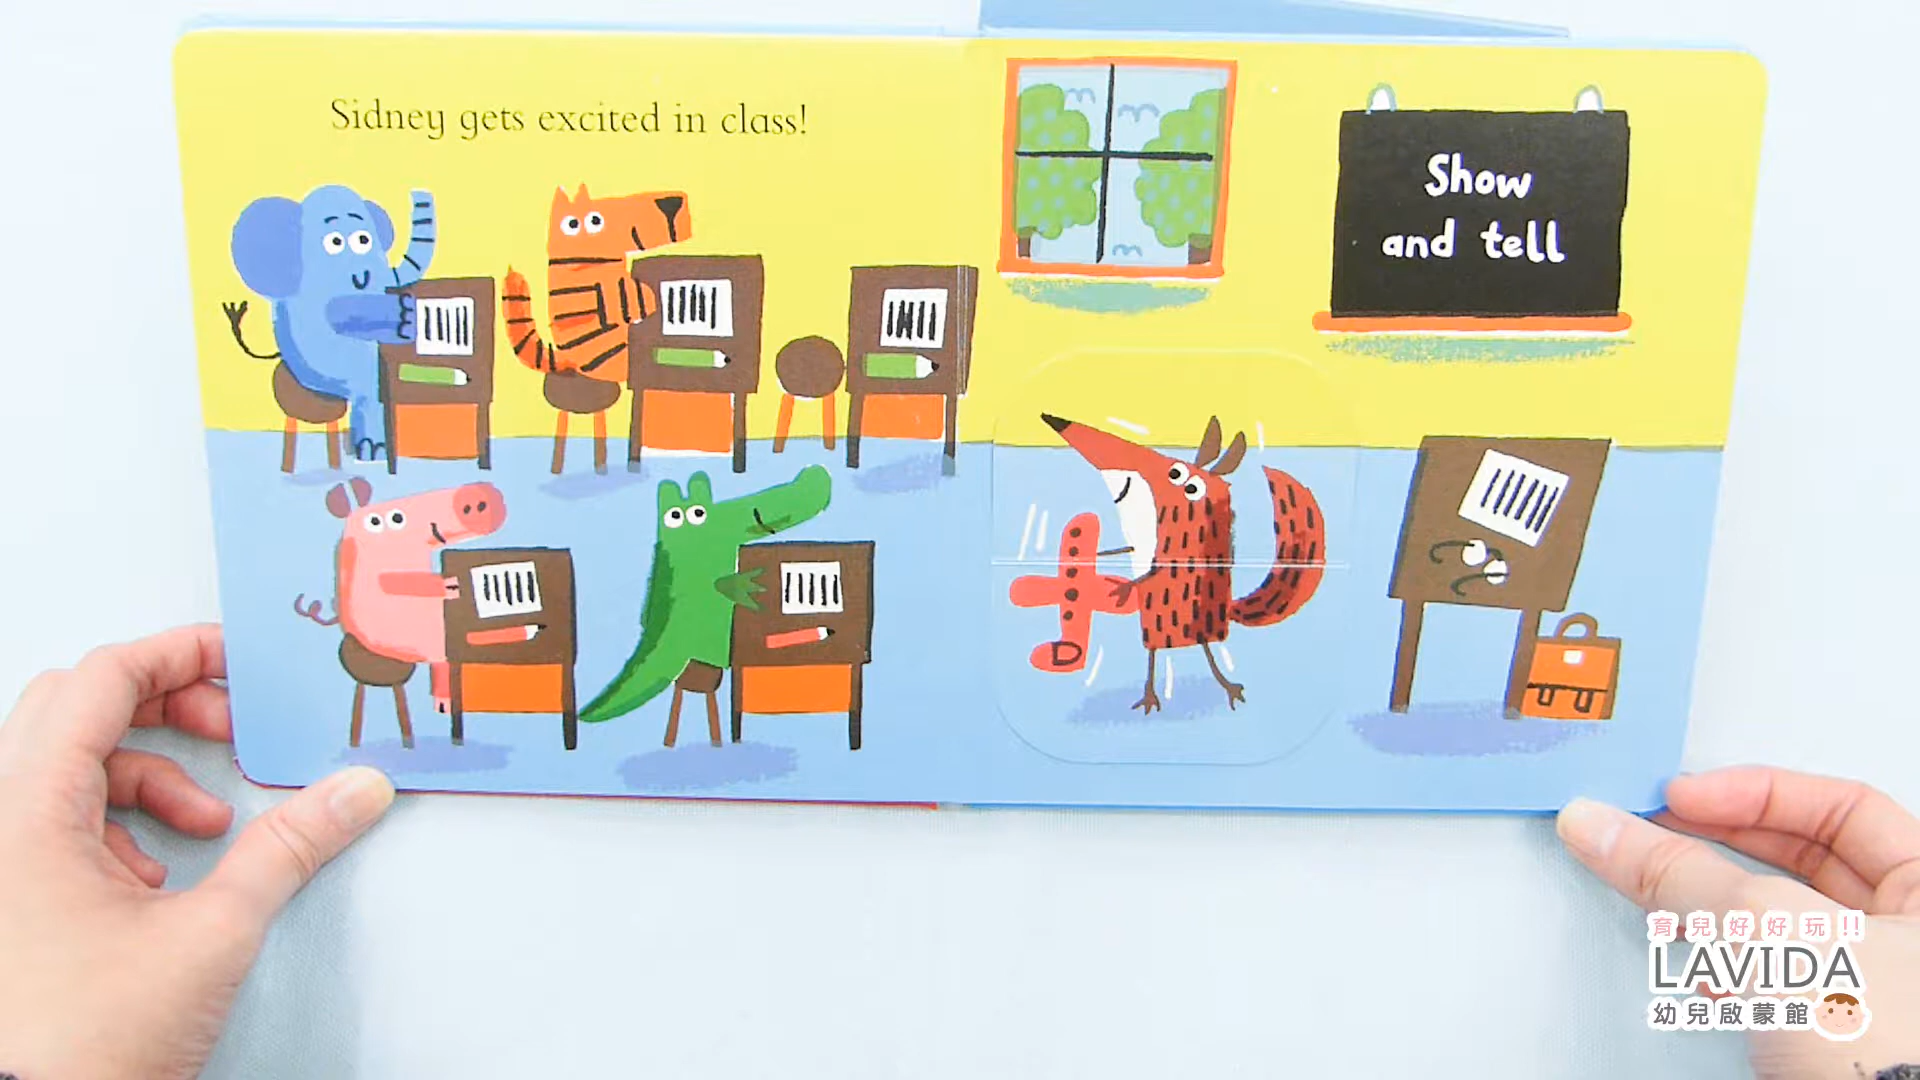 Sidney gets excited in class!
Show
and tell
D
育兒好好玩!!
LAVIDA
幼兒啟蒙館